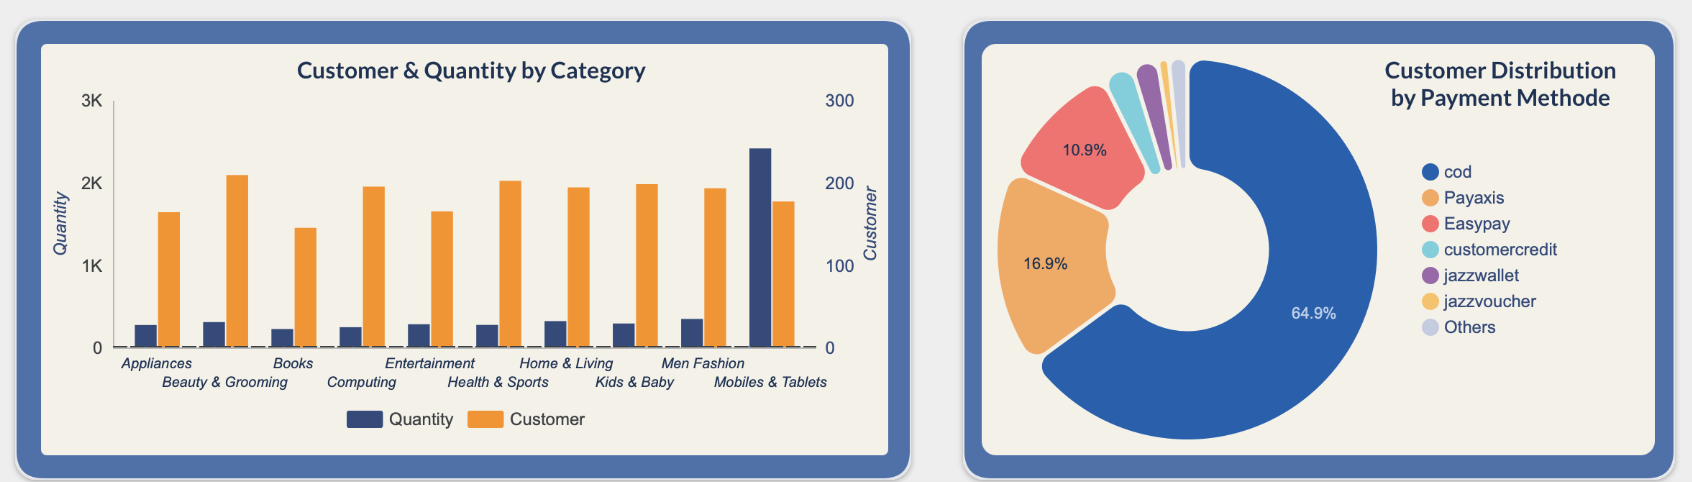 Customer & Quantity by Category
3K
2K
1K
0
Quantity
300
200
100
0
Customer
Appliances
Beauty & Grooming
Books
Computing
Entertainment
Health & Sports
Home & Living
Kids & Baby
Men Fashion
Mobiles & Tablets
Quantity
Customer
Customer Distribution
by Payment Methode
10.9%
16.9%
64.9%
cod
Payaxis
Easypay
customercredit
jazzwallet
jazzvoucher
Others